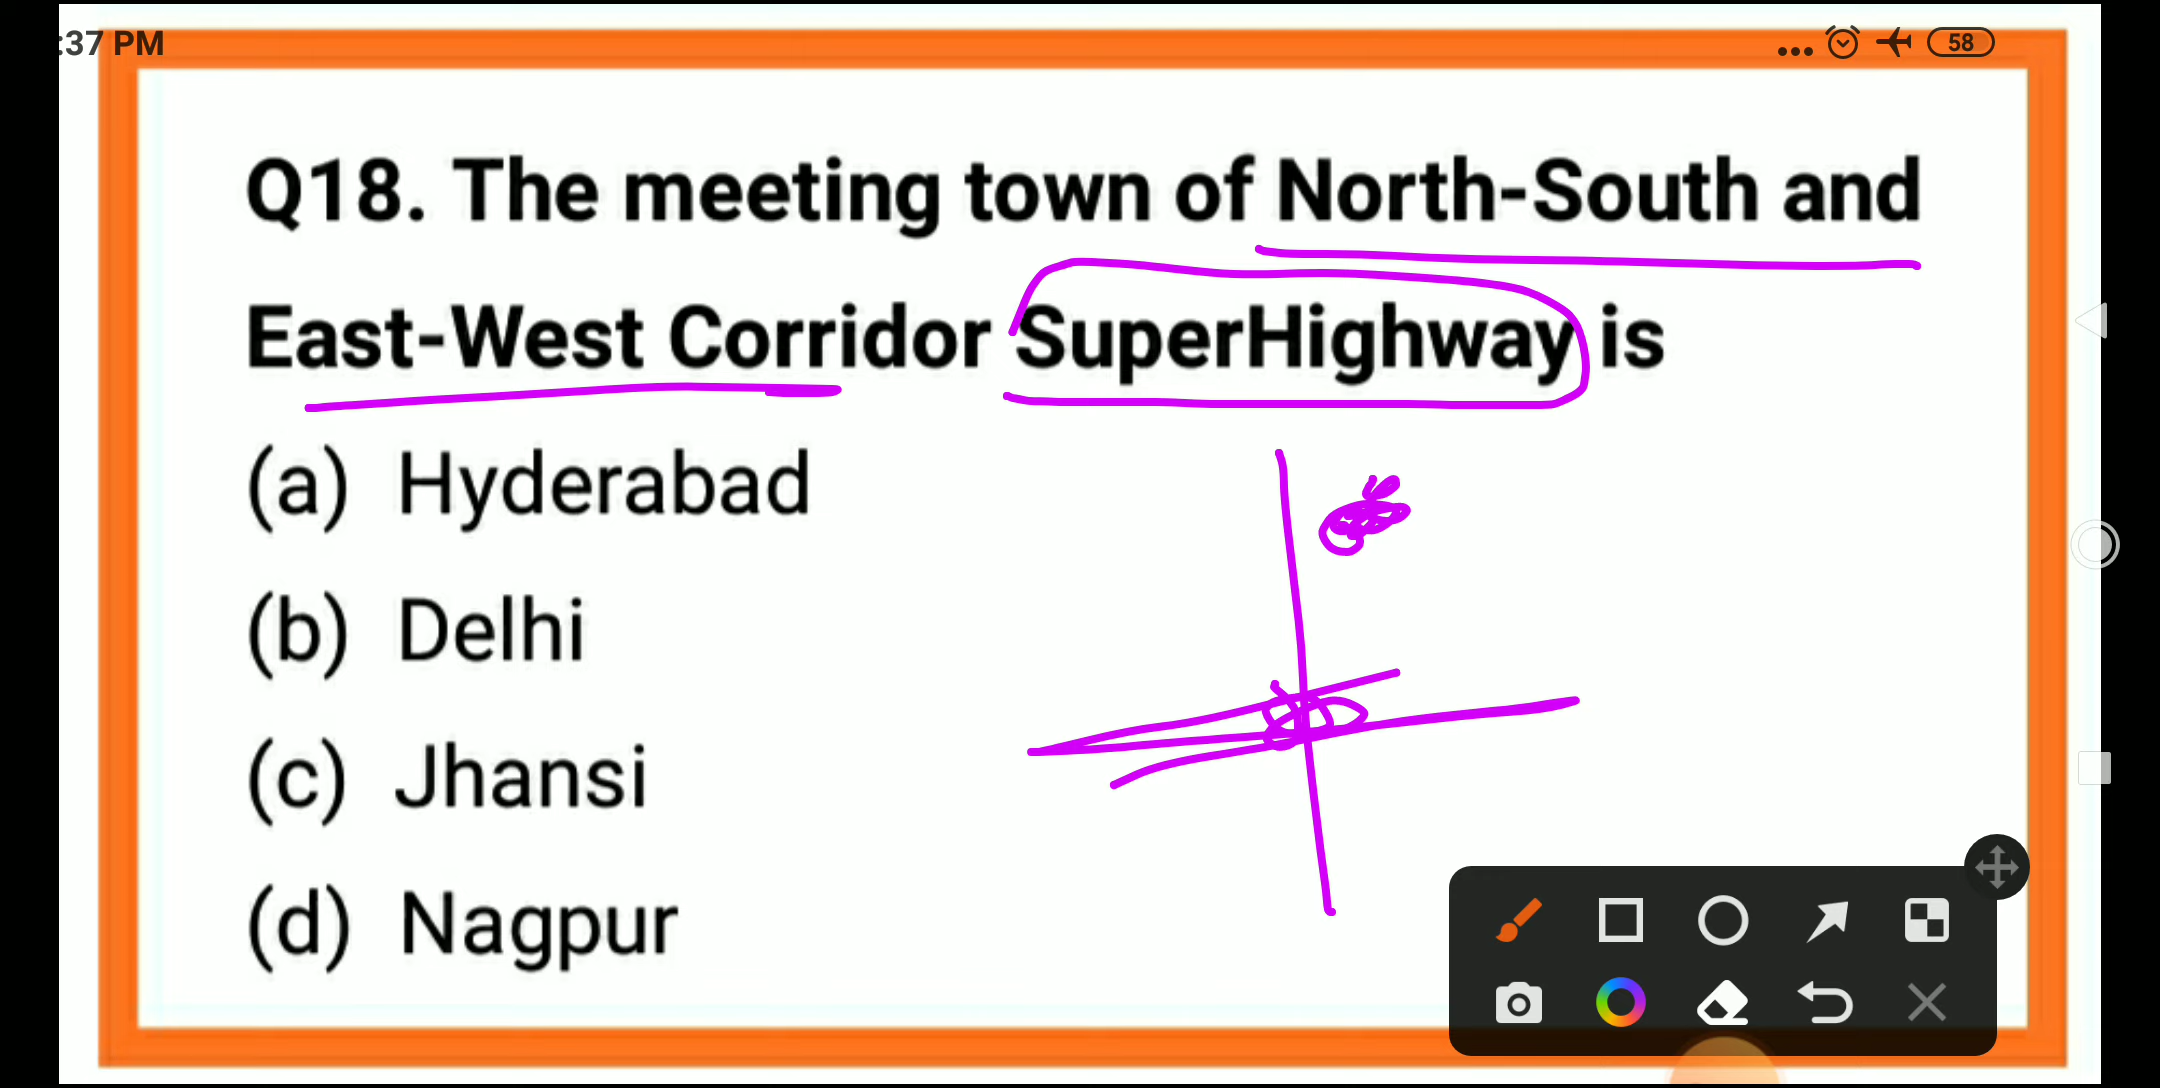 :37 PM
58
Q18. The meeting town of North-South and
East-West Corridor SuperHighway is
(a) Hyderabad
(b) Delhi
(c) Jhansi
(d) Nagpur